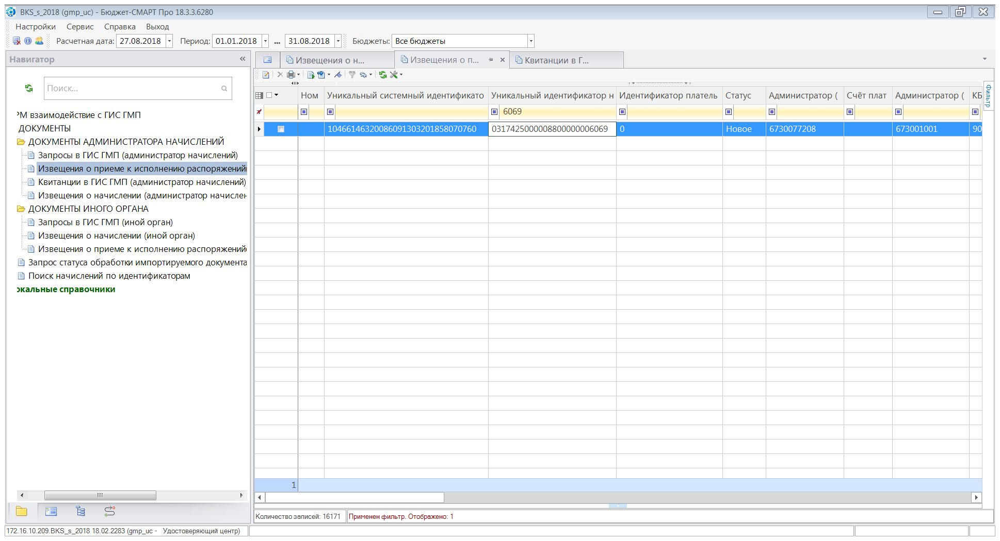 BKS_s_2018 (gmp_uc) - Бюджет-СМАРТ Про 18.3.3.6280
Настройки Сервис Справка Выход
Расчетная дата: 27.08.2018 Период: 01.01.2018 ... 31.08.2018 Бюджеты: Все бюджеты
Навигатор «
Поиск...
РМ взаимодействие с ГИС ГМП
ДОКУМЕНТЫ
ДОКУМЕНТЫ АДМИНИСТРАТОРА НАЧИСЛЕНИЙ
Запросы в ГИС ГМП (администратор начислений)
Извещения о приеме к исполнению распоряжений
Квитанции в ГИС ГМП (администратор начислений)
Извещения о начислении (администратор начислен
ДОКУМЕНТЫ ИНОГО ОРГАНА
Запросы в ГИС ГМП (иной орган)
Извещения о начислении (иной орган)
Извещения о приеме к исполнению распоряжений
Запрос статуса обработки импортируемого документа
Поиск начислений по идентификаторам
окальные справочники
Извещения о н... Извещения о п... Квитанции в Г...
Ном Уникальный системный идентификато Уникальный идентификатор н Идентификатор платель Статус Администратор ( Счёт плат Администратор ( КБ
6069
10466146320086091303201858070760 0317425000008800000006069 0 Новое 6730077208 673001001 90
1
Фильтр
Количество записей: 16171 Применен фильтр. Отображено: 1
172.16.10.209.BKS_s_2018 18.02.2283 (gmp_uc - Удостоверяющий центр)